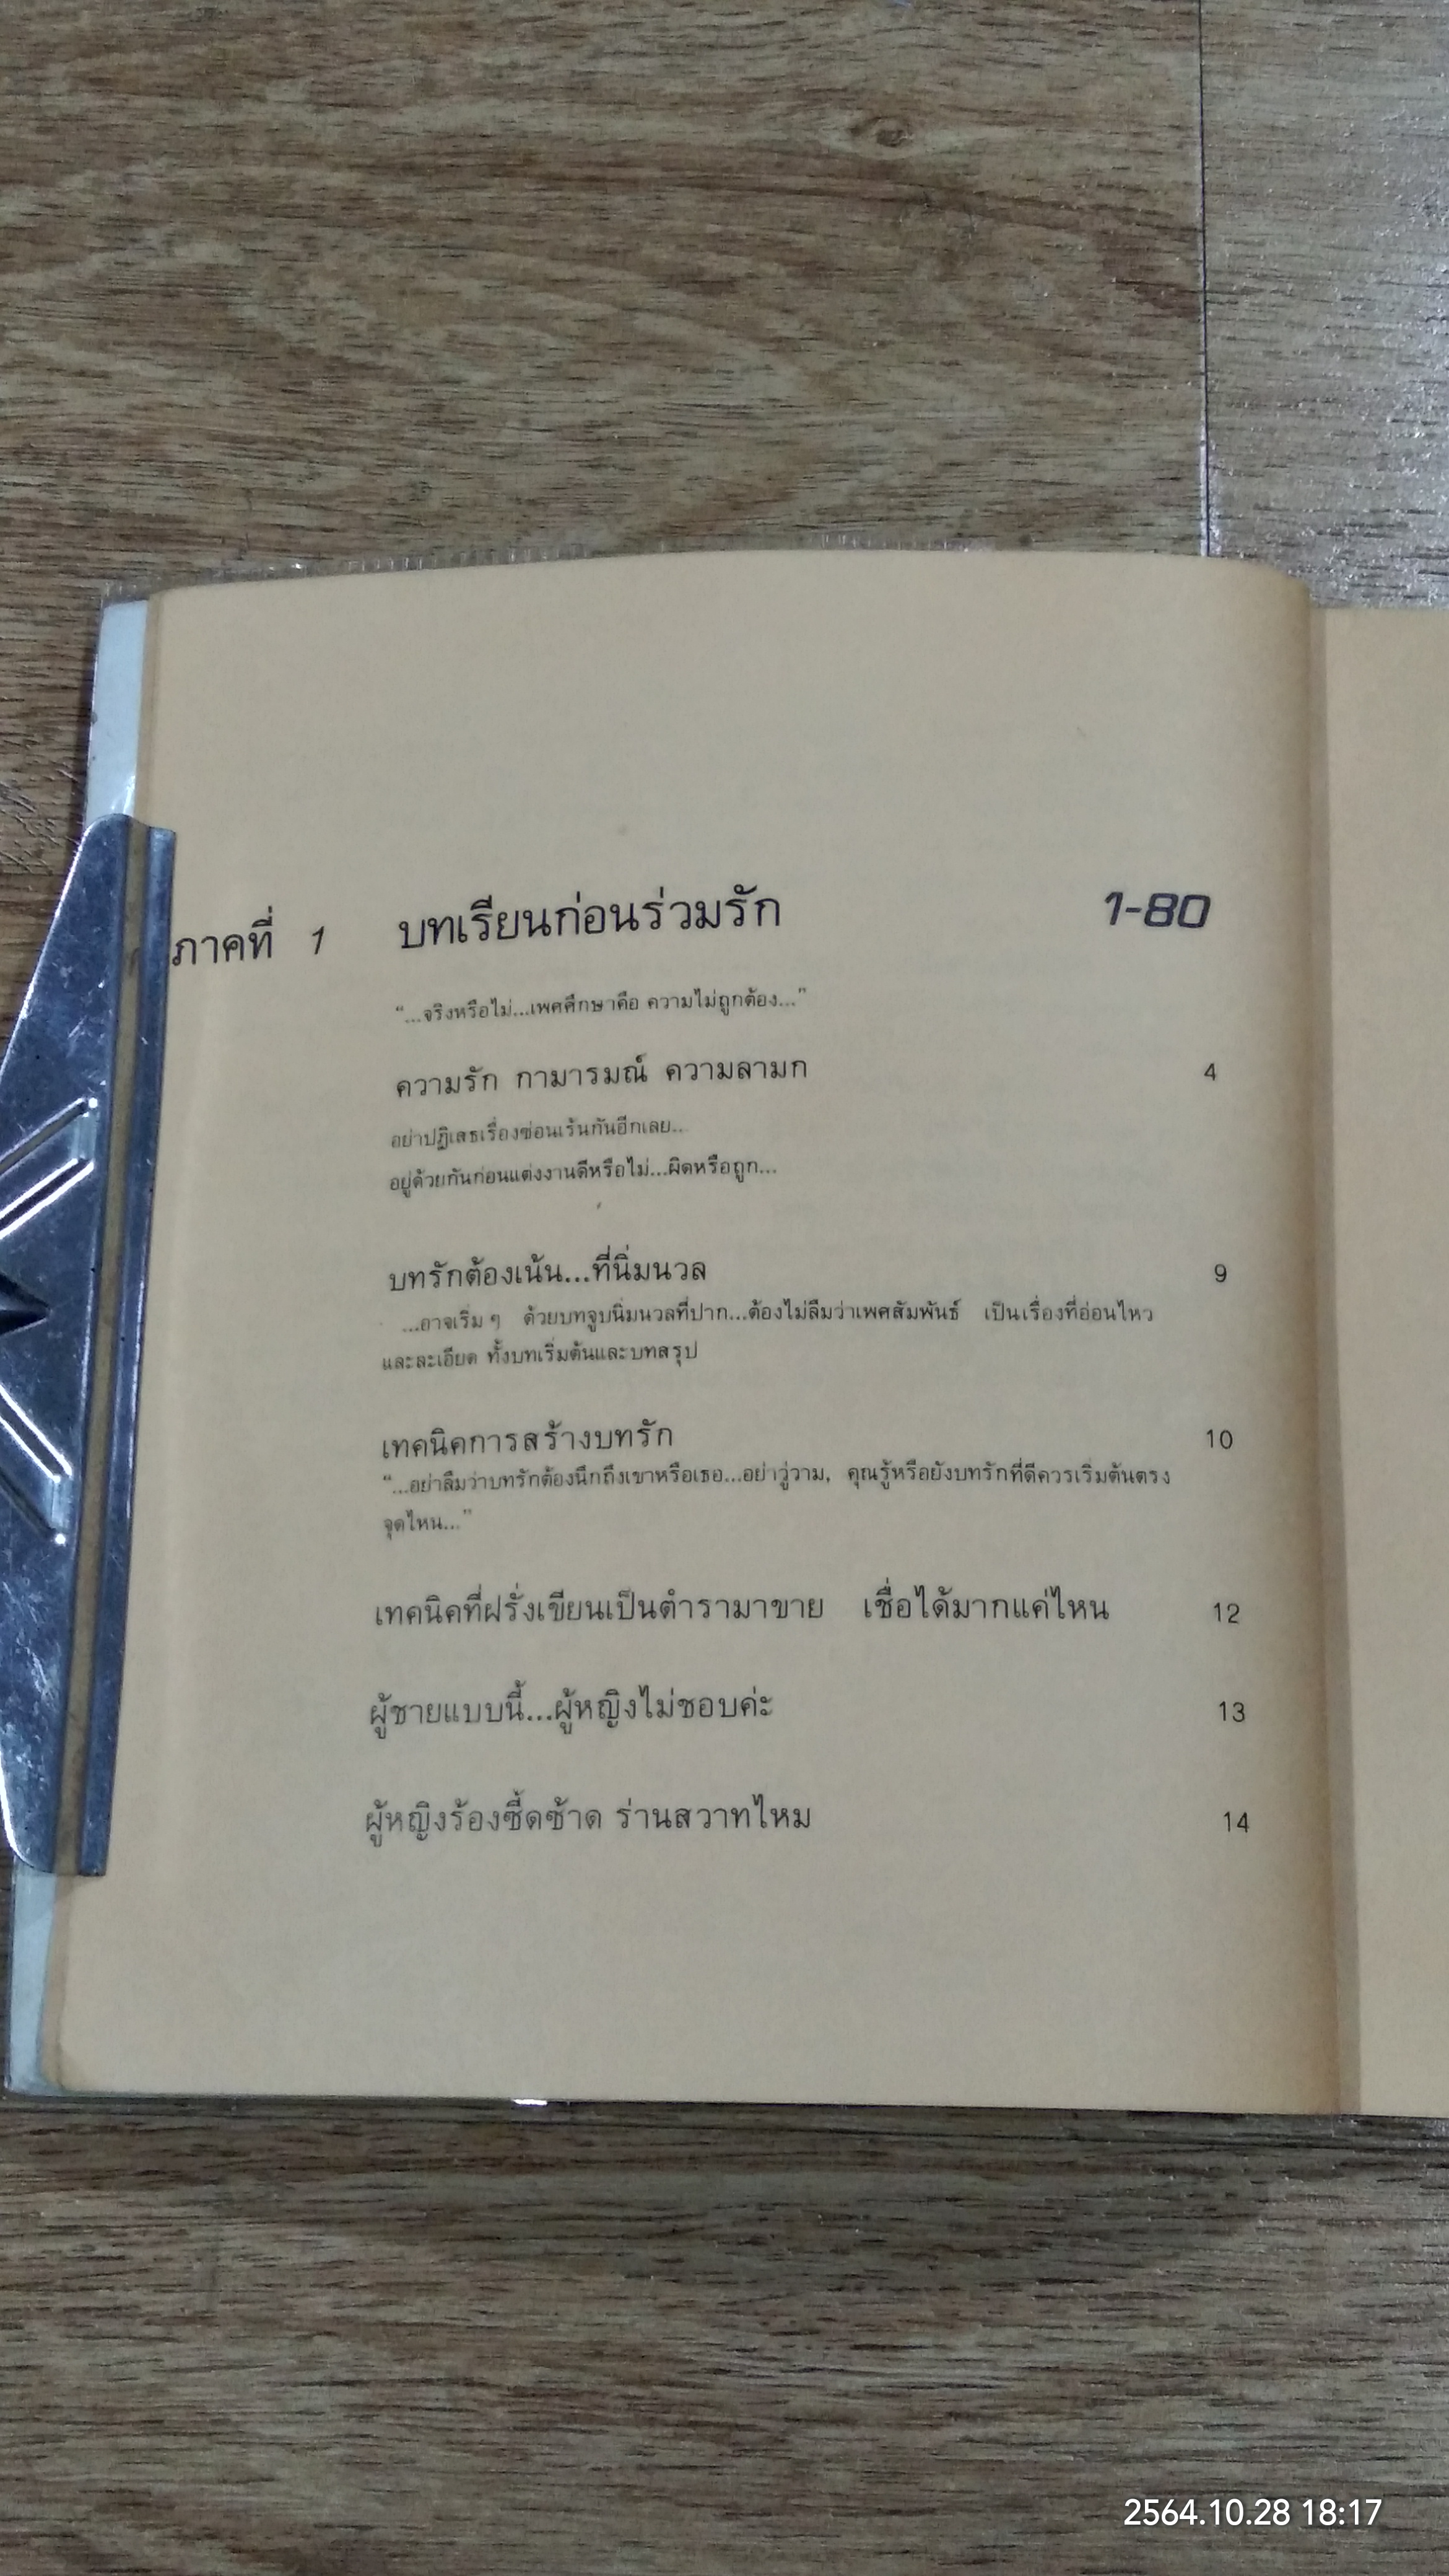 ภาคที่ 1 บทเรียนก่อนร่วมรัก 1-80
“...จริงหรือไม่...เพศศึกษาคือ ความไม่ถูกต้อง...”
ความรัก กามารมณ์ ความลามก 4
อย่าปฏิเสธเรื่องซ่อนเร้นกันอีกเลย...
อยู่ด้วยกันก่อนแต่งงานดีหรือไม่...ผิดหรือถูก...
บทรักต้องเน้น...ที่นิ่มนวล 9
...อาจเริ่ม ๆ ด้วยบทจูบนิ่มนวลที่ปาก...ต้องไม่ลืมว่าเพศสัมพันธ์ เป็นเรื่องที่อ่อนไหว
และละเอียด ทั้งบทเริ่มต้นและบทสรุป
เทคนิคการสร้างบทรัก 10
“...อย่าลืมว่าบทรักต้องนึกถึงเขาหรือเธอ...อย่าวู่วาม, คุณรู้หรือยังบทรักที่ดีควรเริ่มต้นตรง
จุดไหน...”
เทคนิคที่ฝรั่งเขียนเป็นตำรามาขาย เชื่อได้มากแค่ไหน 12
ผู้ชายแบบนี้...ผู้หญิงไม่ชอบค่ะ 13
ผู้หญิงร้องซี้ดซ้าด ร่านสวาทไหม 14
2564.10.28 18:17